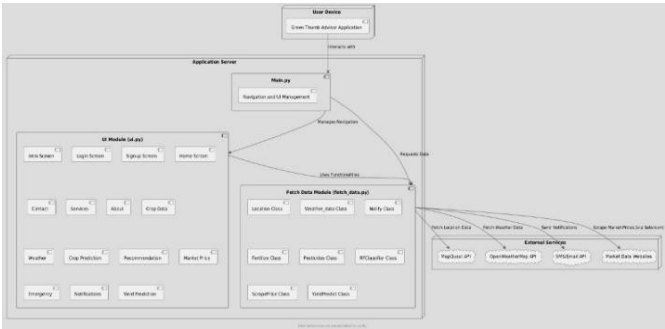 User Device
Green Thumb Advisor Application
Interacts with
Application Server
Main.py
Navigation and UI Management
Manages Navigation
Requests Data
UI Module (ui.py)
Intro Screen Login Screen Signup Screen Home Screen
Uses Functionalities
Fetch Data Module (fetch_data.py)
Contact Services About Crop Data
Location Class Weather_data Class Notify Class
Fetch Location Data Fetch Weather Data Send Notifications Scrape Market Prices via Selenium
External Services
Weather Crop Prediction Recommendation Market Price
Fertilizer Class Pesticides Class RFClassifier Class
MapQuest API OpenWeatherMap API SMS/Email API Market Data Websites
Emergency Notifications Yield Prediction
ScrapePrice Class YieldPredict Class